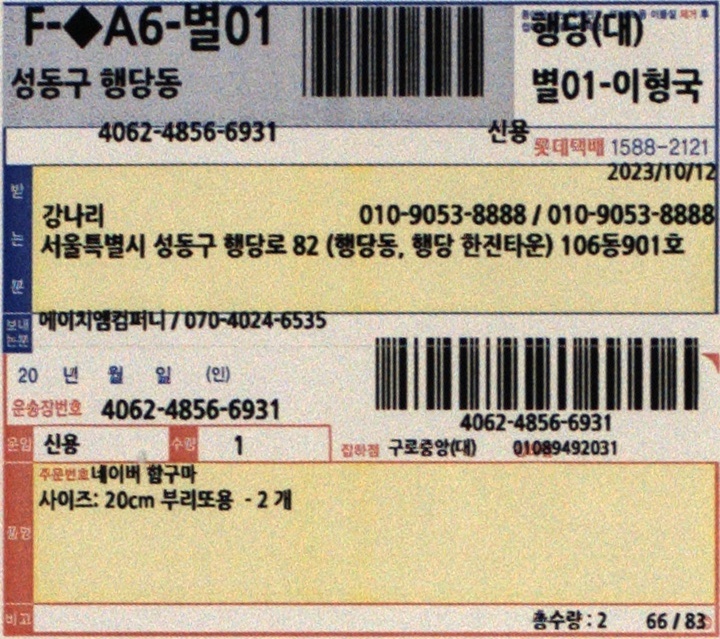 F-◆A6-별01
성동구 행당동
행당(대)
별01-이형국
4062-4856-6931 신용
롯데택배 1588-2121
2023/10/12
받는분
강나리 010-9053-8888 / 010-9053-8888
서울특별시 성동구 행당로 82 (행당동, 행당 한진타운) 106동901호
보내는분
에이치엠컴퍼니 / 070-4024-6535
20 년 월 일 (인)
운송장번호 4062-4856-6931
4062-4856-6931
운임 신용 수량 1
집하점 구로중앙(대) 01089492031
주문번호 네이버 함구마
사이즈: 20cm 부리또용 - 2 개
품명
비고 총수량 : 2 66 / 83